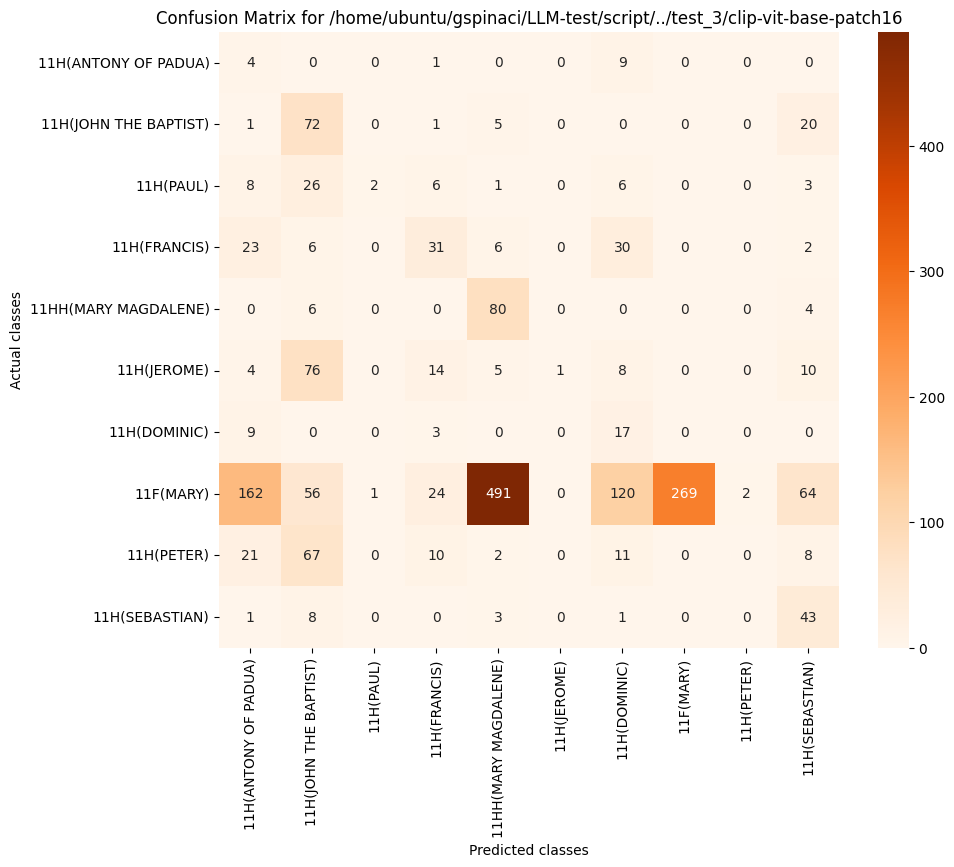 Confusion Matrix for /home/ubuntu/gspinaci/LLM-test/script/../test_3/clip-vit-base-patch16
Actual classes
11H(ANTONY OF PADUA) 4 0 0 1 0 0 9 0 0 0
11H(JOHN THE BAPTIST) 1 72 0 1 5 0 0 0 0 20
11H(PAUL) 8 26 2 6 1 0 6 0 0 3
11H(FRANCIS) 23 6 0 31 6 0 30 0 0 2
11HH(MARY MAGDALENE) 0 6 0 0 80 0 0 0 0 4
11H(JEROME) 4 76 0 14 5 1 8 0 0 10
11H(DOMINIC) 9 0 0 3 0 0 17 0 0 0
11F(MARY) 162 56 1 24 491 0 120 269 2 64
11H(PETER) 21 67 0 10 2 0 11 0 0 8
11H(SEBASTIAN) 1 8 0 0 3 0 1 0 0 43
11H(ANTONY OF PADUA)
11H(JOHN THE BAPTIST)
11H(PAUL)
11H(FRANCIS)
11HH(MARY MAGDALENE)
11H(JEROME)
11H(DOMINIC)
11F(MARY)
11H(PETER)
11H(SEBASTIAN)
Predicted classes
400
300
200
100
0